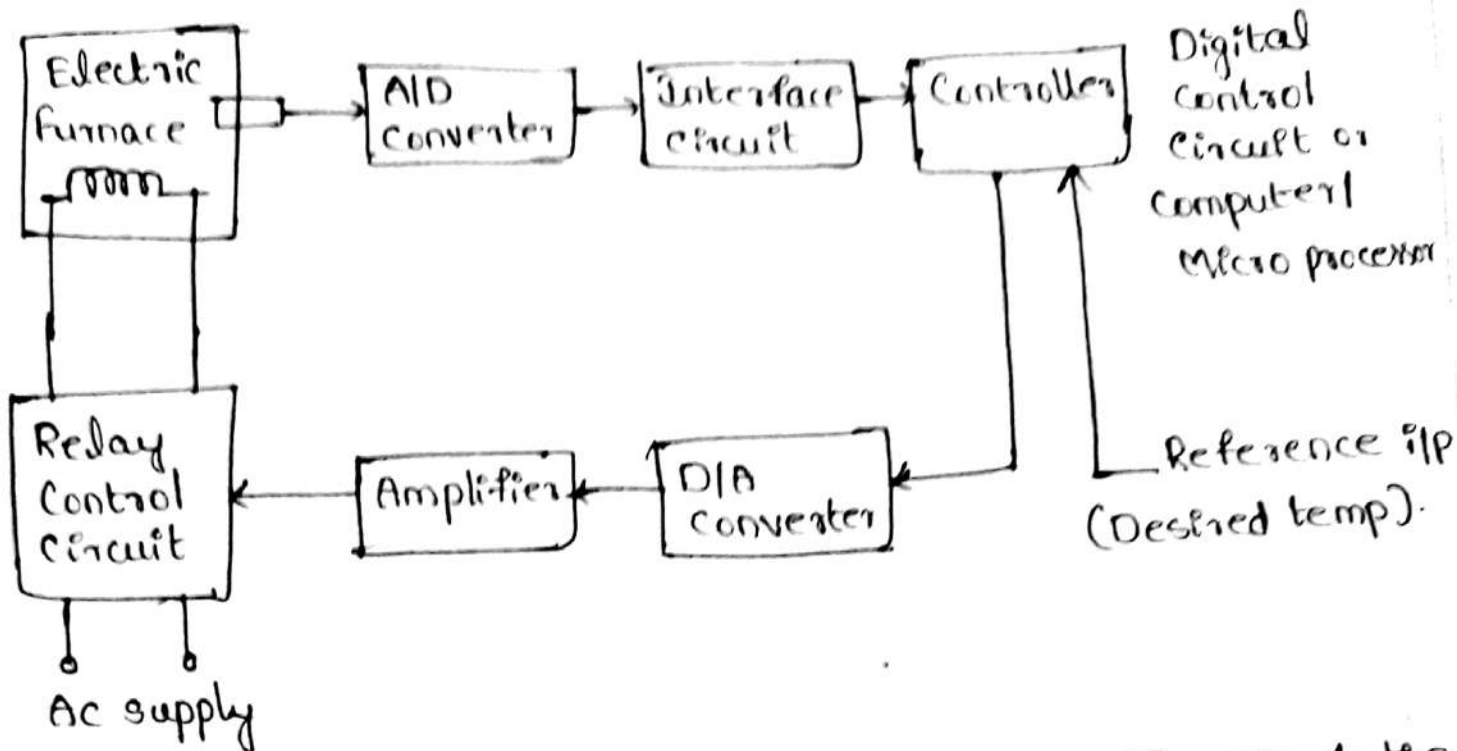 Electric
furnace
A/D
Converter
Interface
Circuit
Controller
Digital
Control
Circuit or
Computer/
Micro processor
Relay
Control
Circuit
Amplifier
D/A
Converter
Reference i/p
(Desired temp).
Ac supply